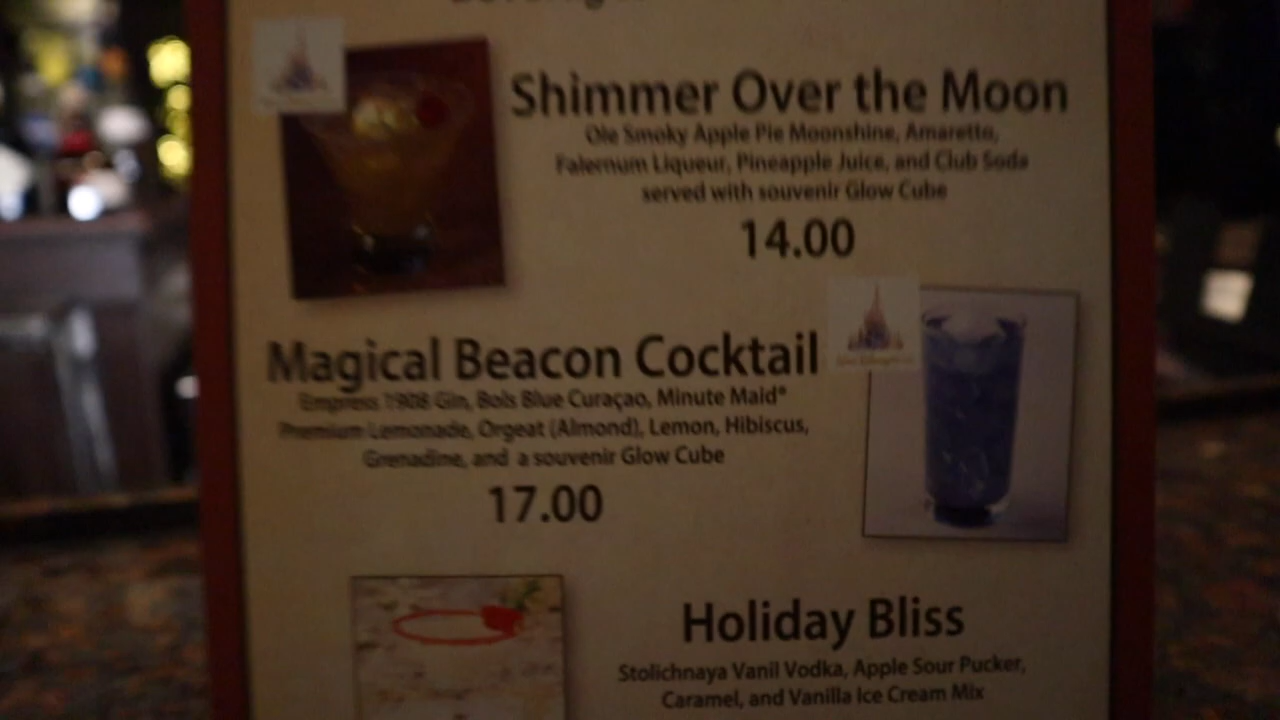 Shimmer Over the Moon
Ole Smoky Apple Pie Moonshine, Amaretto,
Falernum Liqueur, Pineapple Juice, and Club Soda
served with souvenir Glow Cube
14.00
Magical Beacon Cocktail
Empress 1908 Gin, Bols Blue Curaçao, Minute Maid®
Premium Lemonade, Orgeat (Almond), Lemon, Hibiscus,
Grenadine, and a souvenir Glow Cube
17.00
Holiday Bliss
Stolichnaya Vanil Vodka, Apple Sour Pucker,
Caramel, and Vanilla Ice Cream Mix